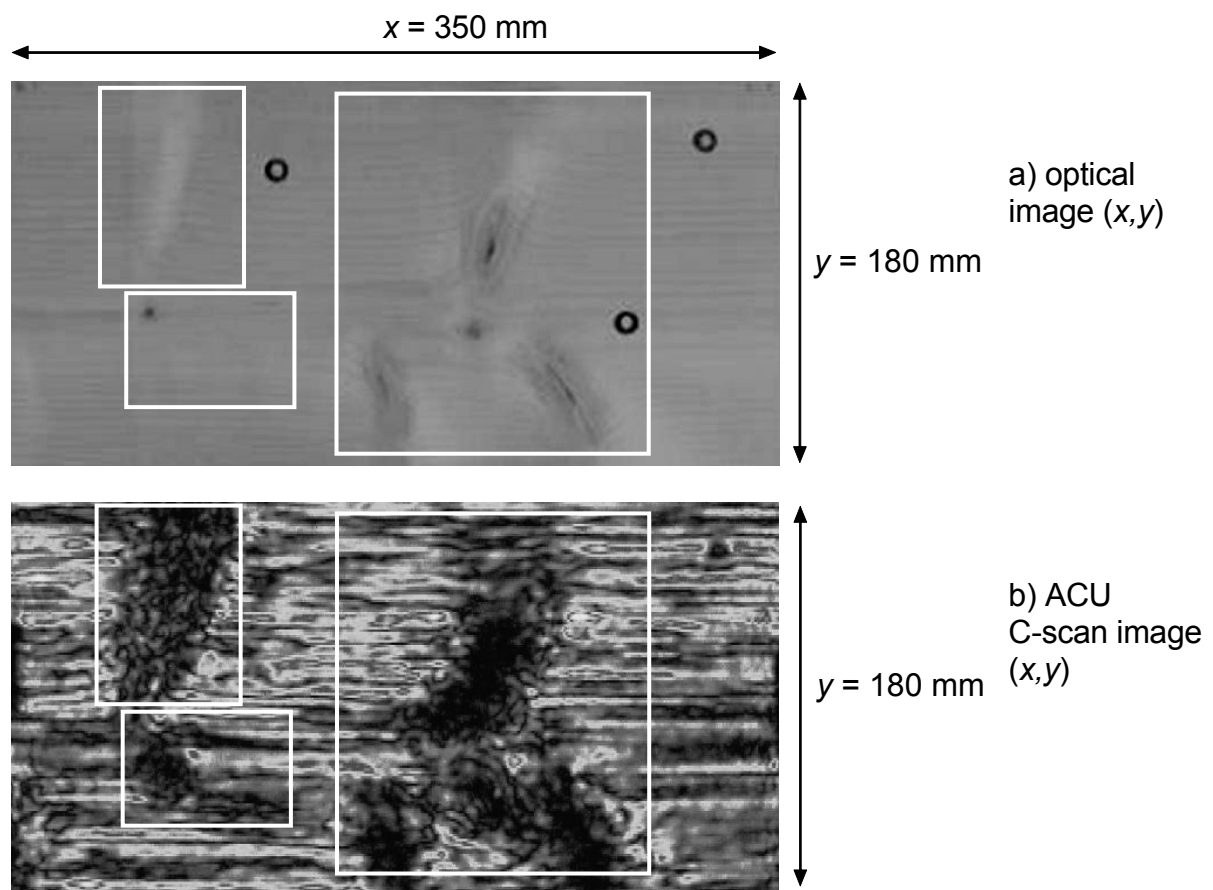 x = 350 mm
a) optical
image (x,y)
y = 180 mm
b) ACU
C-scan image
(x,y)
y = 180 mm